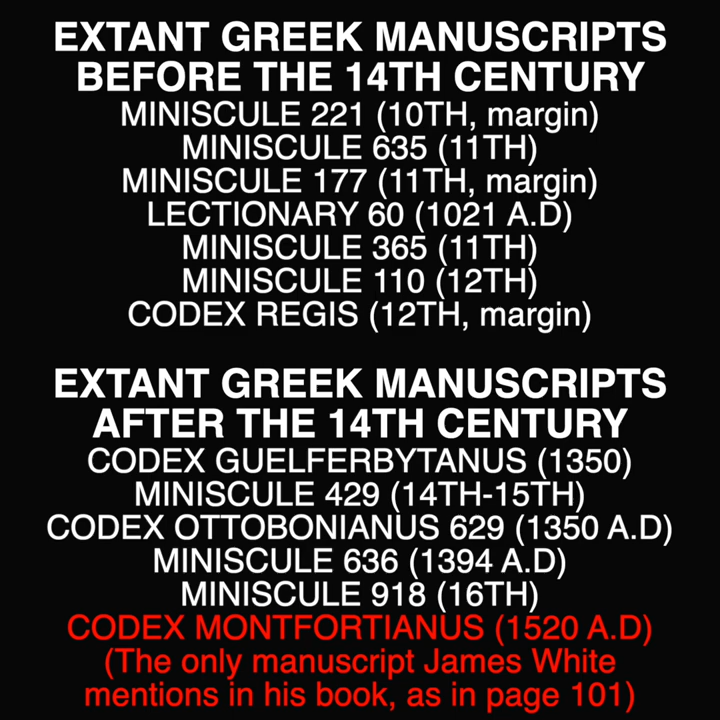 EXTANT GREEK MANUSCRIPTS
BEFORE THE 14TH CENTURY
MINISCULE 221 (10TH, margin)
MINISCULE 635 (11TH)
MINISCULE 177 (11TH, margin)
LECTIONARY 60 (1021 A.D)
MINISCULE 365 (11TH)
MINISCULE 110 (12TH)
CODEX REGIS (12TH, margin)
EXTANT GREEK MANUSCRIPTS
AFTER THE 14TH CENTURY
CODEX GUELFERBYTANUS (1350)
MINISCULE 429 (14TH-15TH)
CODEX OTTOBONIANUS 629 (1350 A.D)
MINISCULE 636 (1394 A.D)
MINISCULE 918 (16TH)
CODEX MONTFORTIANUS (1520 A.D)
(The only manuscript James White
mentions in his book, as in page 101)